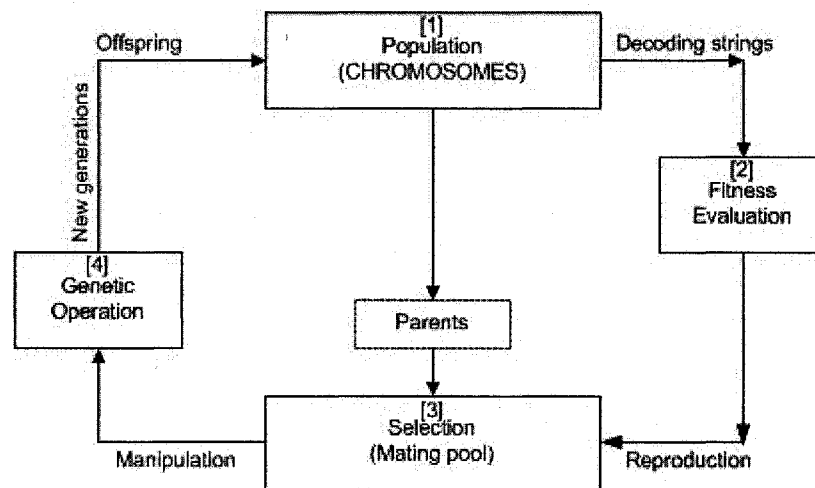 [1]
Population
(CHROMOSOMES)
Offspring
Decoding strings
New generations
[2]
Fitness
Evaluation
[4]
Genetic
Operation
Parents
[3]
Selection
(Mating pool)
Manipulation
Reproduction